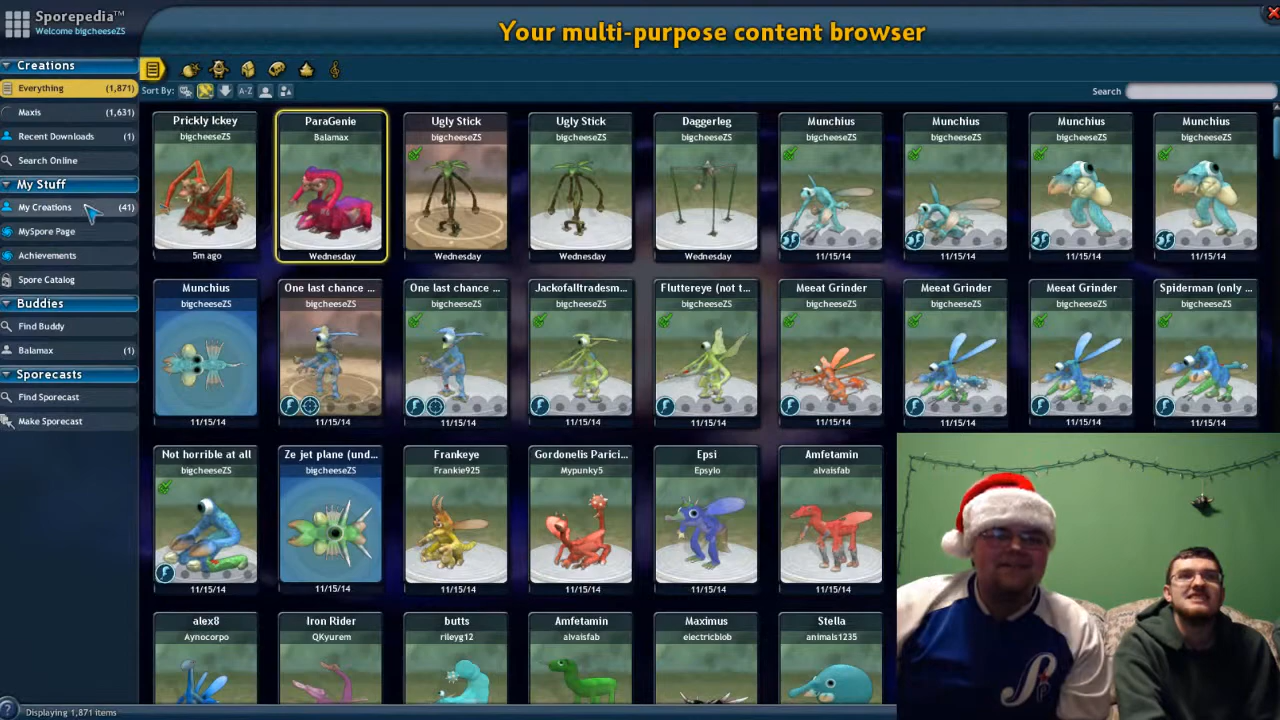 Sporepedia™
Welcome bigcheeseZS
Your multi-purpose content browser
Creations
Everything (1,871)
Maxis (1,631)
Recent Downloads (1)
Search Online
My Stuff
My Creations (41)
MySpore Page
Achievements
Spore Catalog
Buddies
Find Buddy
Balamax (1)
Sporecasts
Find Sporecast
Make Sporecast
Sort By: A-Z
Search
Prickly Ickey ParaGenie Ugly Stick Ugly Stick Daggerleg Munchius Munchius Munchius Munchius
bigcheeseZS Balamax bigcheeseZS bigcheeseZS bigcheeseZS bigcheeseZS bigcheeseZS bigcheeseZS bigcheeseZS
5m ago Wednesday Wednesday Wednesday Wednesday 11/15/14 11/15/14 11/15/14 11/15/14
Munchius One last chance ... One last chance ... Jackofalltradesm... Fluttereye (not t... Meeat Grinder Meeat Grinder Meeat Grinder Spiderman (only ...
bigcheeseZS bigcheeseZS bigcheeseZS bigcheeseZS bigcheeseZS bigcheeseZS bigcheeseZS bigcheeseZS bigcheeseZS
11/15/14 11/15/14 11/15/14 11/15/14 11/15/14 11/15/14 11/15/14 11/15/14 11/15/14
Not horrible at all Ze jet plane (und... Frankeye Gordonelis Parici... Epsi Amfetamin
bigcheeseZS bigcheeseZS Frankie925 Mypunky5 Epsylo alvaisfab
11/15/14 11/15/14 11/15/14 11/15/14 11/15/14 11/15/14
alex8 Iron Rider butts Amfetamin Maximus Stella
Aynocorpo QKyurem rileyg12 alvaisfab electricblob animals1235
? Displaying 1,871 items